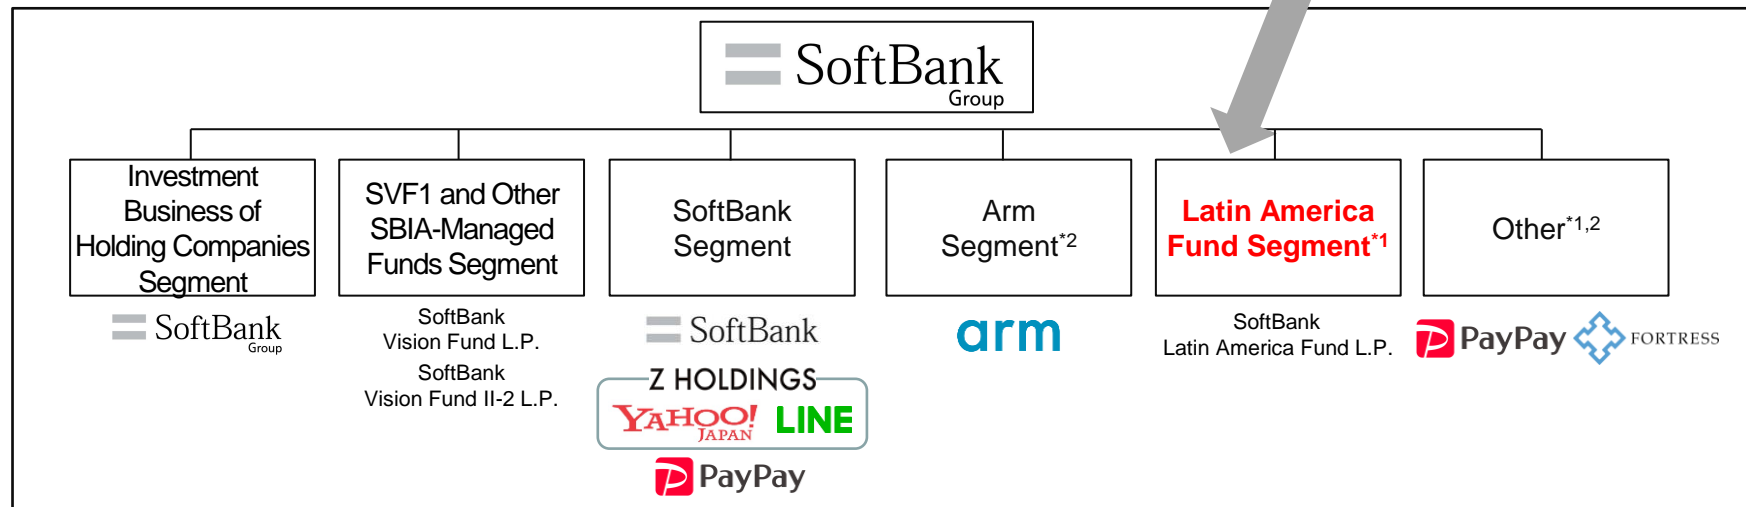 SoftBank
Group
Investment
Business of
Holding Companies
Segment
SVF1 and Other
SBIA-Managed
Funds Segment
SoftBank
Segment
Arm
Segment*2
Latin America
Fund Segment*1
Other*1,2
SoftBank
Group
SoftBank
Vision Fund L.P.
SoftBank
Vision Fund II-2 L.P.
SoftBank
Z HOLDINGS
YAHOO!
JAPAN
LINE
PayPay
arm
SoftBank
Latin America Fund L.P.
PayPay
FORTRESS